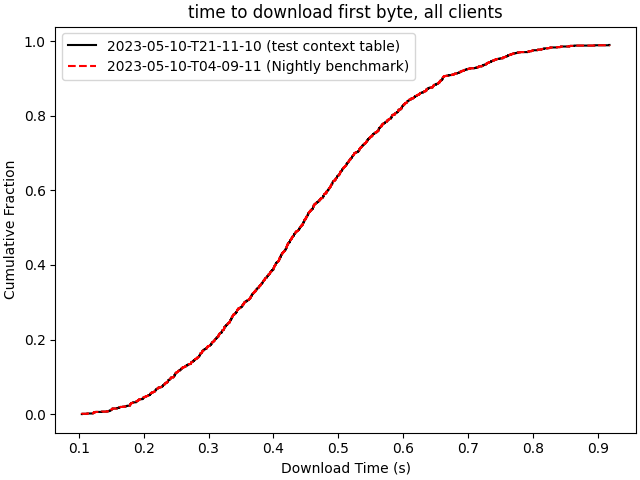 time to download first byte, all clients
2023-05-10-T21-11-10 (test context table)
2023-05-10-T04-09-11 (Nightly benchmark)
Cumulative Fraction
1.0
0.8
0.6
0.4
0.2
0.0
0.1 0.2 0.3 0.4 0.5 0.6 0.7 0.8 0.9
Download Time (s)